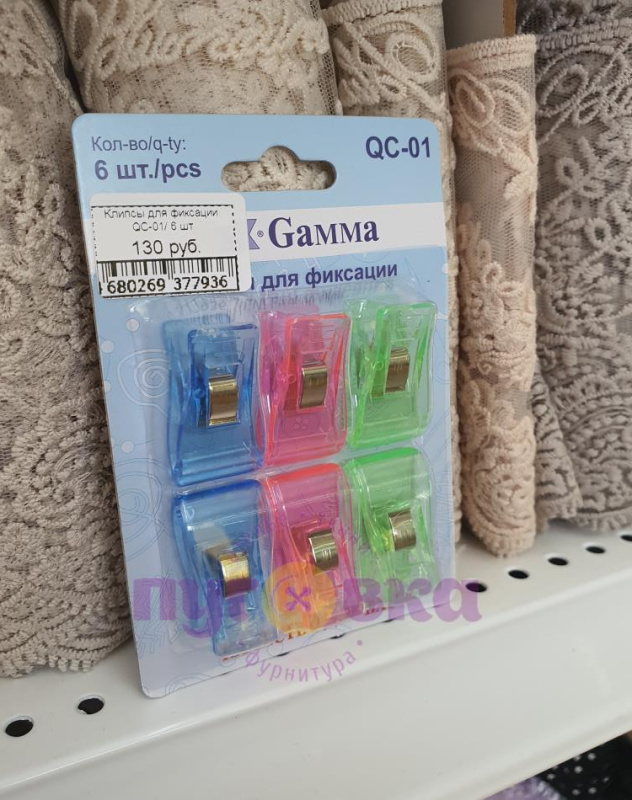 Кол-во/q-ty:
6 шт./pcs
QC-01
Клипсы для фиксации
QC-01/ 6 шт
130 руб.
680269 377936
Gamma
для фиксации
пуговка
фурнитура